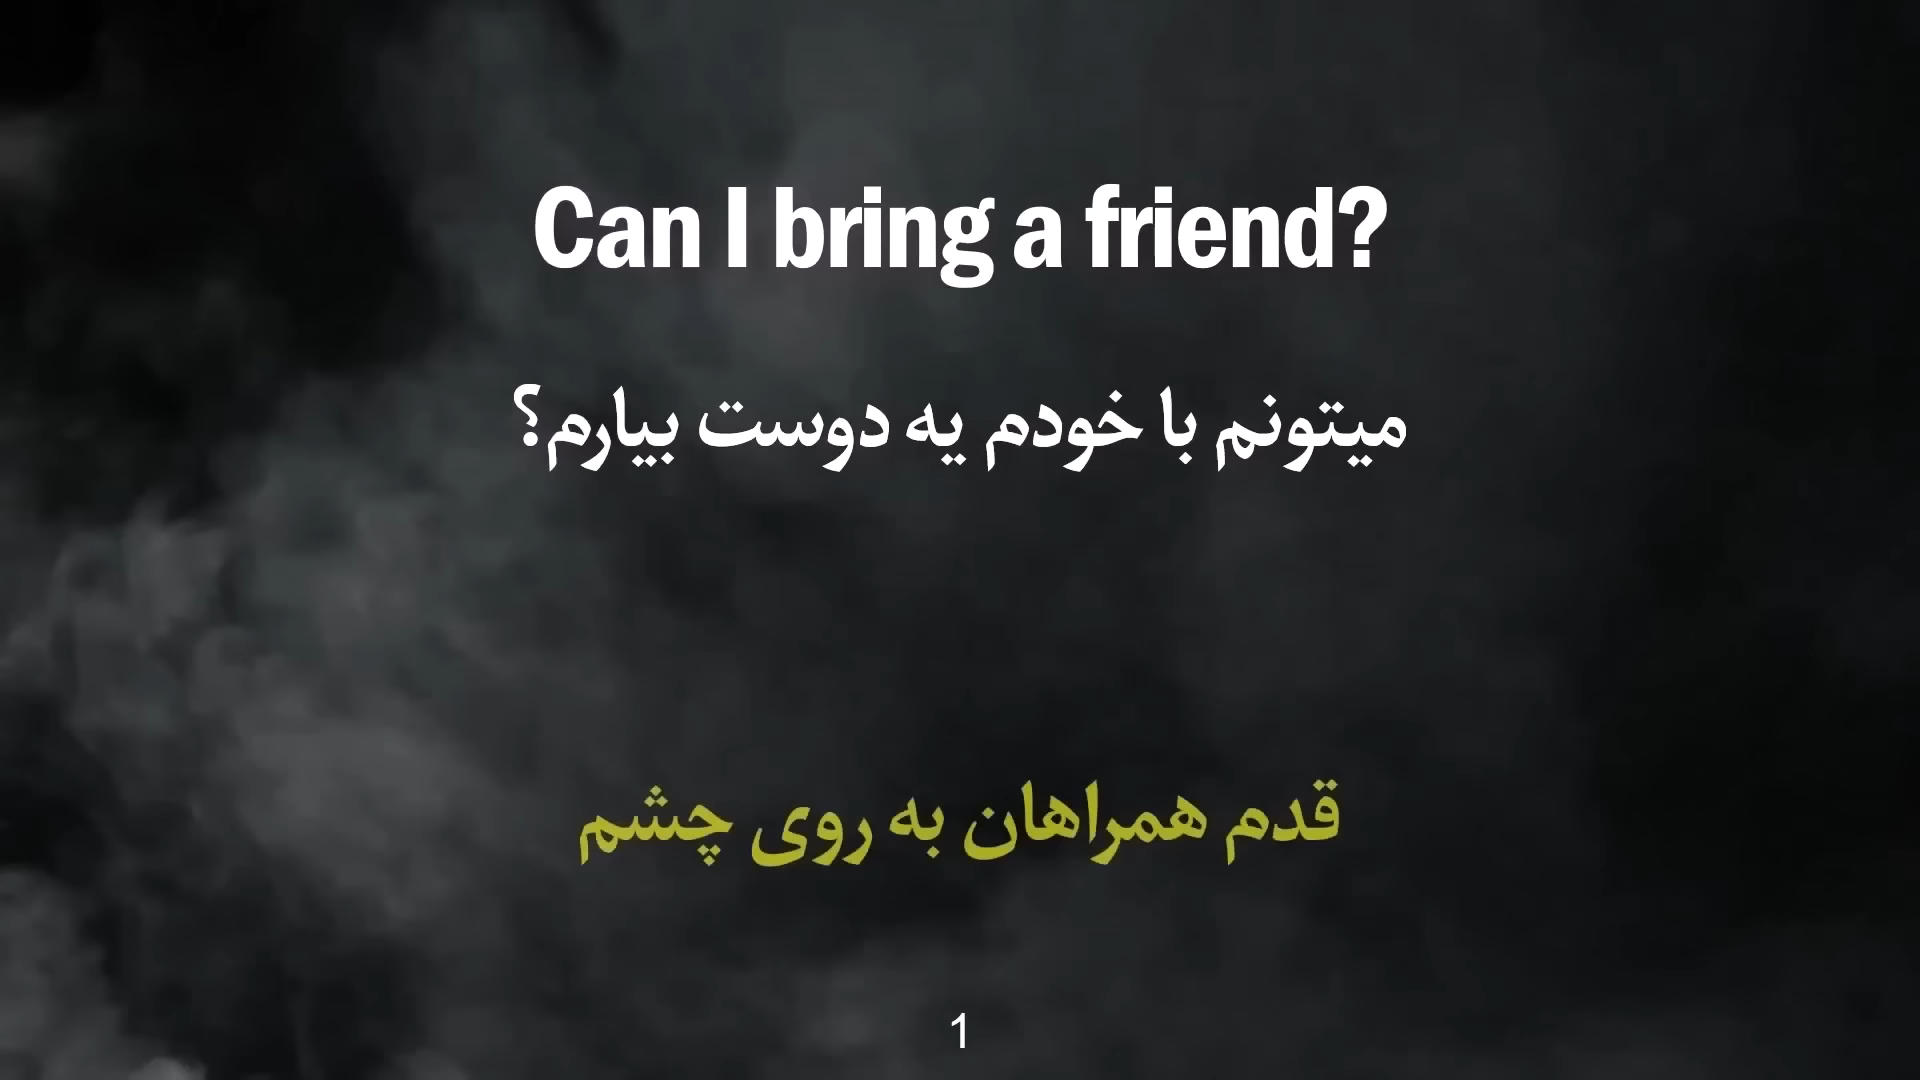 Can I bring a friend?
میتونم با خودم یه دوست بیارم؟
قدم همراهان به روی چشم
1